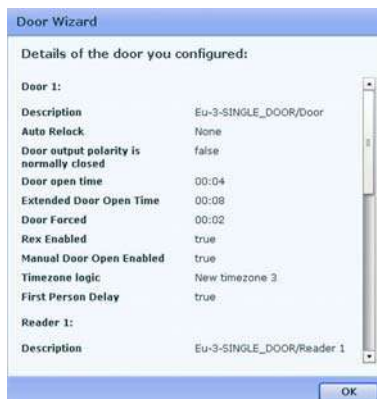 Door Wizard
Details of the door you configured:
Door 1:
Description Eu-3-SINGLE_DOOR/Door
Auto Relock None
Door output polarity is false
normally closed
Door open time 00:04
Extended Door Open Time 00:08
Door Forced 00:02
Rex Enabled true
Manual Door Open Enabled true
Timezone logic New timezone 3
First Person Delay true
Reader 1:
Description Eu-3-SINGLE_DOOR/Reader 1
OK